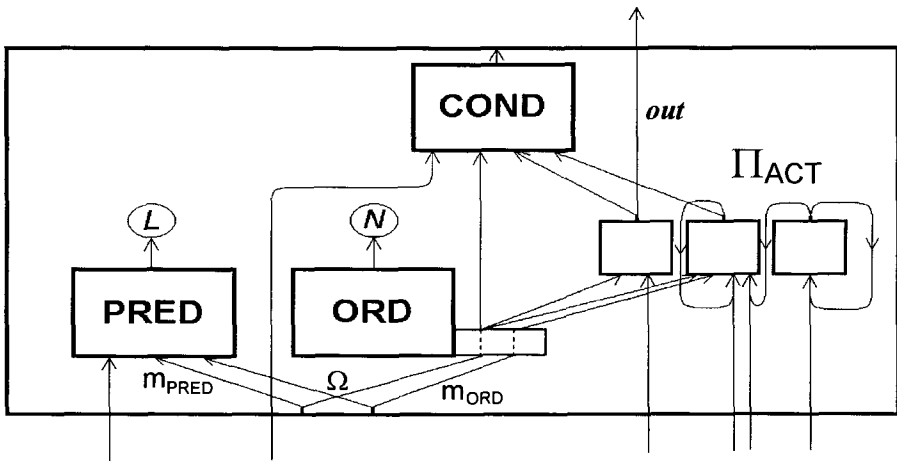 COND
out
Π_ACT
L
N
PRED
ORD
m_PRED
Ω
m_ORD